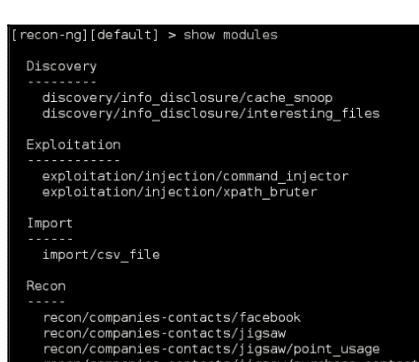 [recon-ng][default] > show modules
Discovery
---------
discovery/info_disclosure/cache_snoop
discovery/info_disclosure/interesting_files
Exploitation
------------
exploitation/injection/command_injector
exploitation/injection/xpath_bruter
Import
------
import/csv_file
Recon
-----
recon/companies-contacts/facebook
recon/companies-contacts/jigsaw
recon/companies-contacts/jigsaw/point_usage